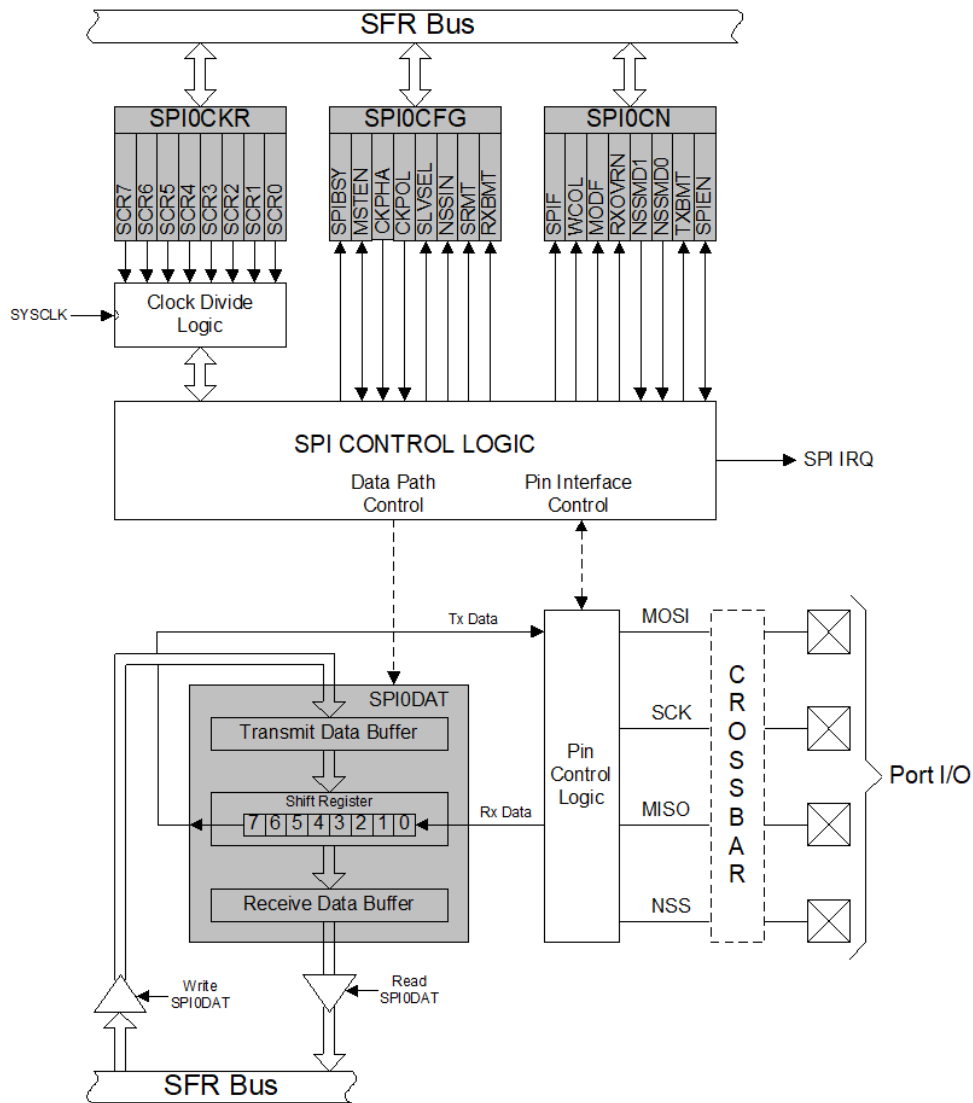 SFR Bus
SPI0CKR
SPI0CFG
SPI0CN
SCR7
SCR6
SCR5
SCR4
SCR3
SCR2
SCR1
SCR0
SPIBSY
MSTEN
CKPHA
CKPOL
SLVSEL
NSSIN
SRMT
RXBMT
SPIF
WCOL
MODF
RXOVRN
NSSMD1
NSSMD0
TXBMT
SPIEN
SYSCLK
Clock Divide
Logic
SPI CONTROL LOGIC
SPI IRQ
Data Path
Control
Pin Interface
Control
Tx Data
MOSI
SPI0DAT
Transmit Data Buffer
SCK
Shift Register
7 6 5 4 3 2 1 0
Rx Data
Pin
Control
Logic
MISO
CROSSBAR
Port I/O
Receive Data Buffer
NSS
Write
SPI0DAT
Read
SPI0DAT
SFR Bus